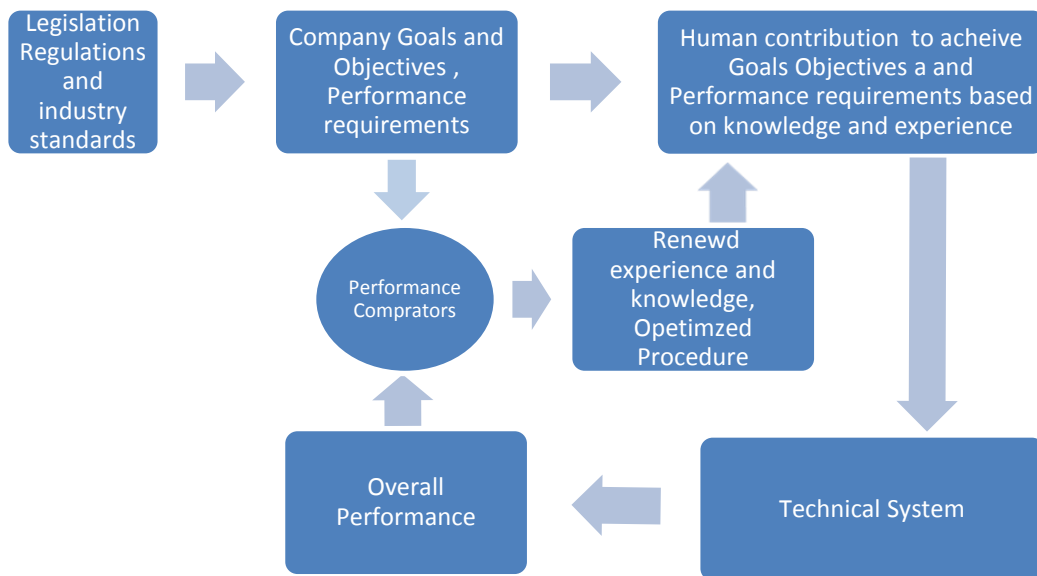 Legislation
Regulations
and
industry
standards
Company Goals and
Objectives ,
Performance
requirements
Human contribution  to acheive
Goals Objectives a and
Performance requirements based
on knowledge and experience
Performance
Comprators
Renewd
experience and
knowledge,
Opetimzed
Procedure
Overall
Performance
Technical System